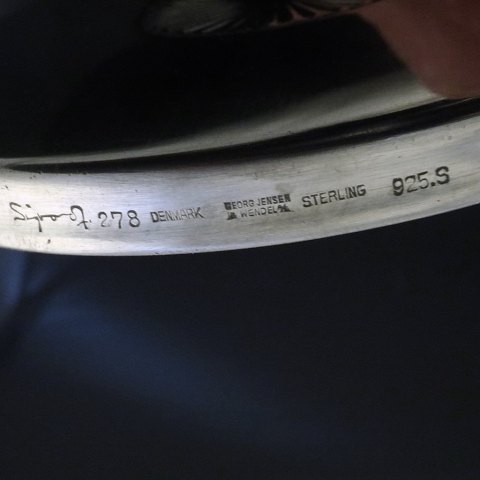 278 DENMARK GEORG JENSEN & WENDEL A/S STERLING 925.S